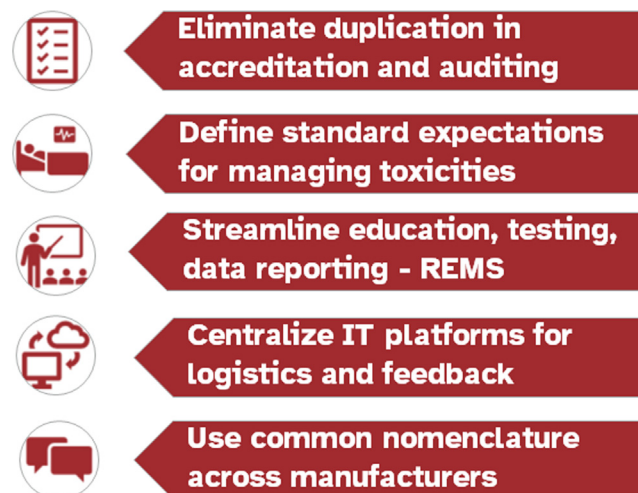 Eliminate duplication in
accreditation and auditing
Define standard expectations
for managing toxicities
Streamline education, testing,
data reporting - REMS
Centralize IT platforms for
logistics and feedback
Use common nomenclature
across manufacturers